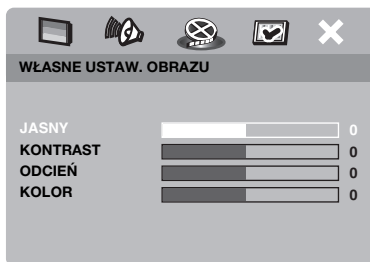 WŁASNE USTAW. OBRAZU
JASNY 0
KONTRAST 0
ODCIEŃ 0
KOLOR 0